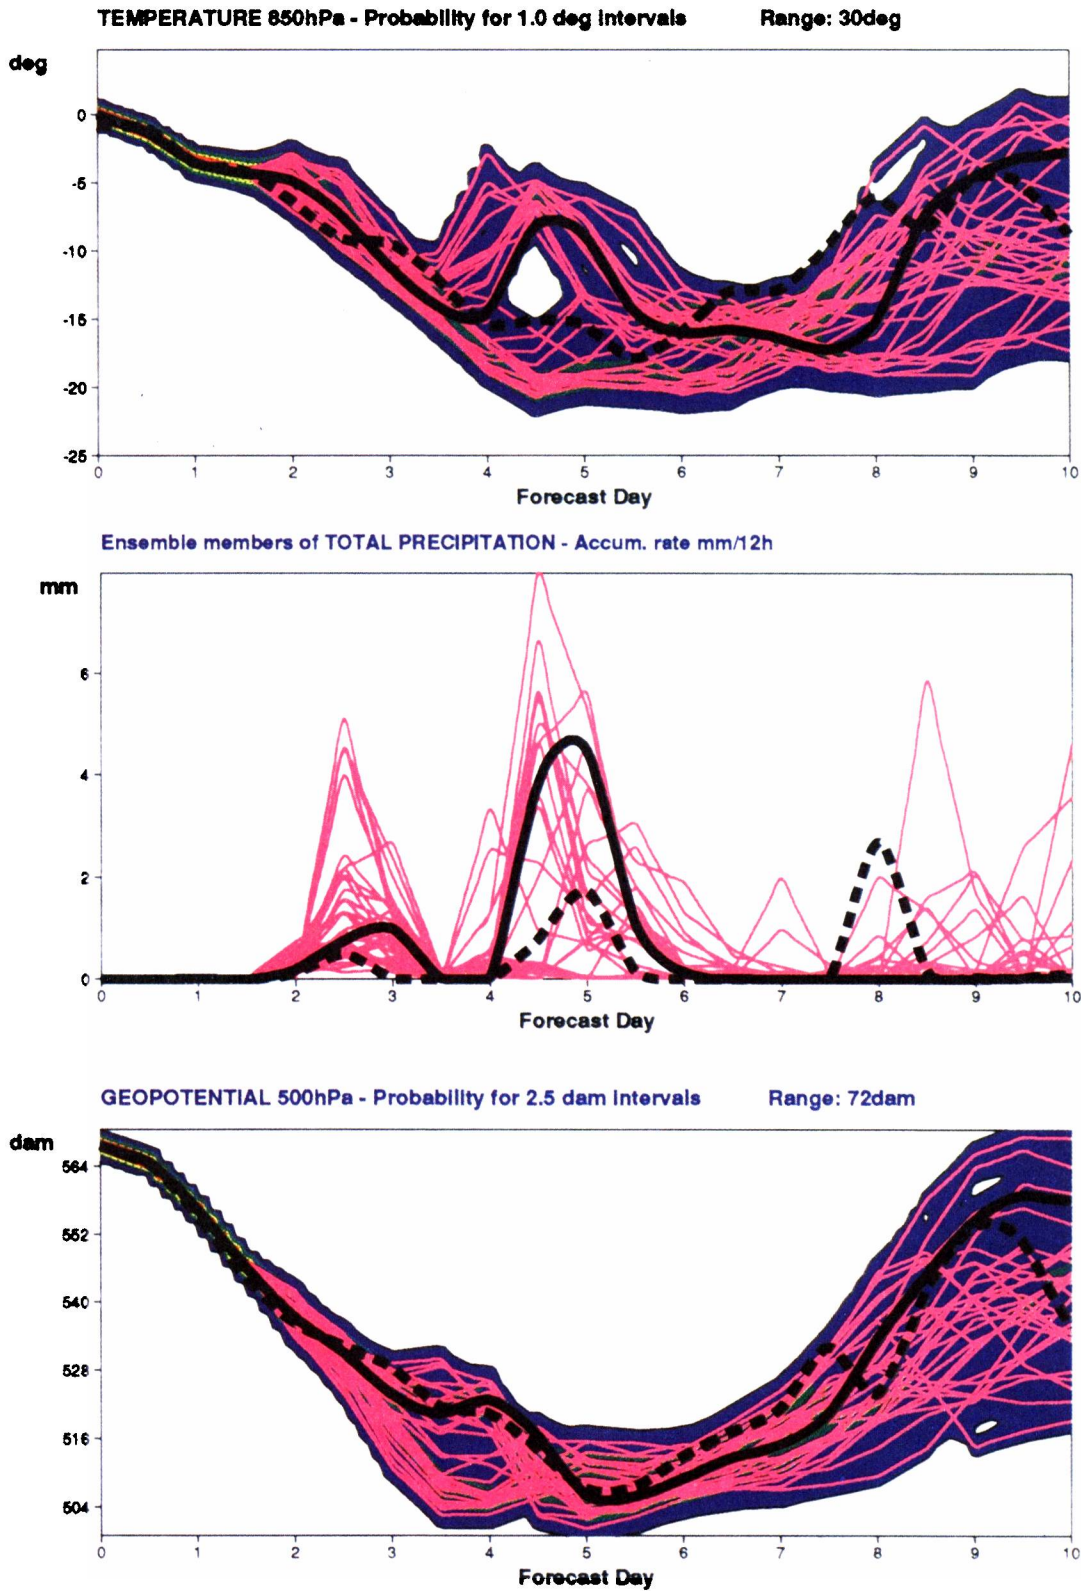 TEMPERATURE 850hPa - Probability for 1.0 deg intervals Range: 30deg
deg
0
-5
-10
-15
-20
-25
0 1 2 3 4 5 6 7 8 9 10
Forecast Day
Ensemble members of TOTAL PRECIPITATION - Accum. rate mm/12h
mm
6
4
2
0
0 1 2 3 4 5 6 7 8 9 10
Forecast Day
GEOPOTENTIAL 500hPa - Probability for 2.5 dam intervals Range: 72dam
dam
564
552
540
528
516
504
0 1 2 3 4 5 6 7 8 9 10
Forecast Day